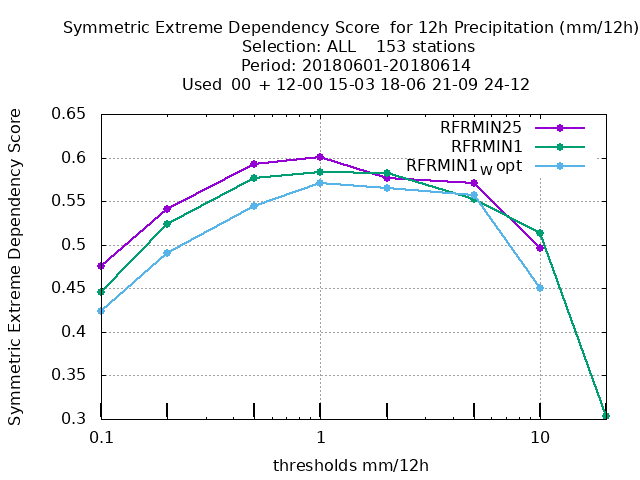 Symmetric Extreme Dependency Score  for 12h Precipitation (mm/12h)
Selection: ALL    153 stations
Period: 20180601-20180614
Used  00 + 12-00 15-03 18-06 21-09 24-12
Symmetric Extreme Dependency Score
0.65
0.6
0.55
0.5
0.45
0.4
0.35
0.3
RFRMIN25
RFRMIN1
RFRMIN1w opt
0.1
1
10
thresholds mm/12h